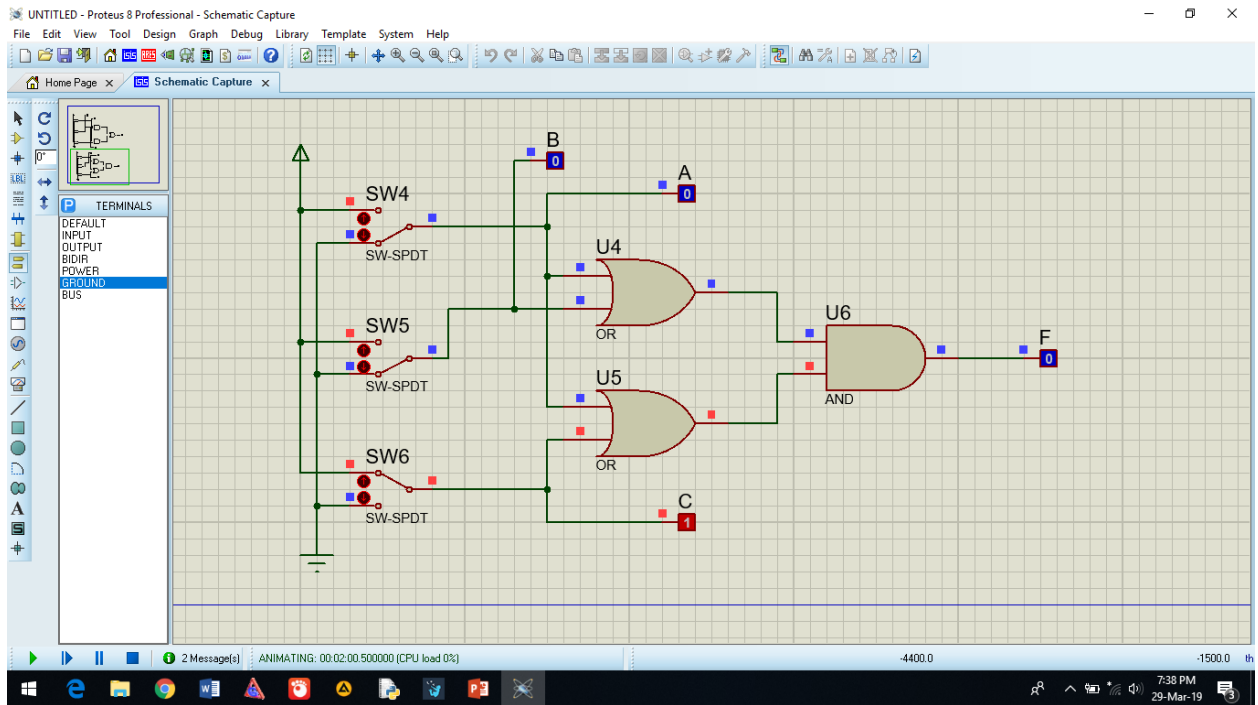 UNTITLED - Proteus 8 Professional - Schematic Capture
File Edit View Tool Design Graph Debug Library Template System Help
Home Page x
Schematic Capture x
0°
LBL
P TERMINALS
DEFAULT
INPUT
OUTPUT
BIDIR
POWER
GROUND
BUS
A
S
B
0
A
0
SW4
SW-SPDT
U4
OR
SW5
SW-SPDT
U6
AND
F
0
U5
OR
SW6
SW-SPDT
C
1
2 Message(s)
ANIMATING: 00:02:00.500000 (CPU load 0%)
-4400.0
-1500.0
th
7:38 PM
29-Mar-19
3